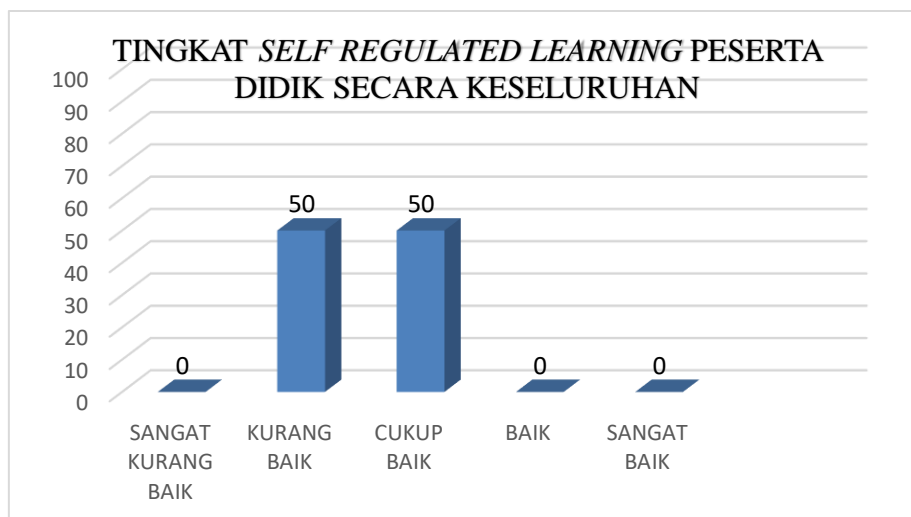 TINGKAT SELF REGULATED LEARNING PESERTA
DIDIK SECARA KESELURUHAN
100
90
80
70
60
50
40
30
20
10
0
0
50
50
0
0
SANGAT
KURANG
BAIK
KURANG
BAIK
CUKUP
BAIK
BAIK
SANGAT
BAIK